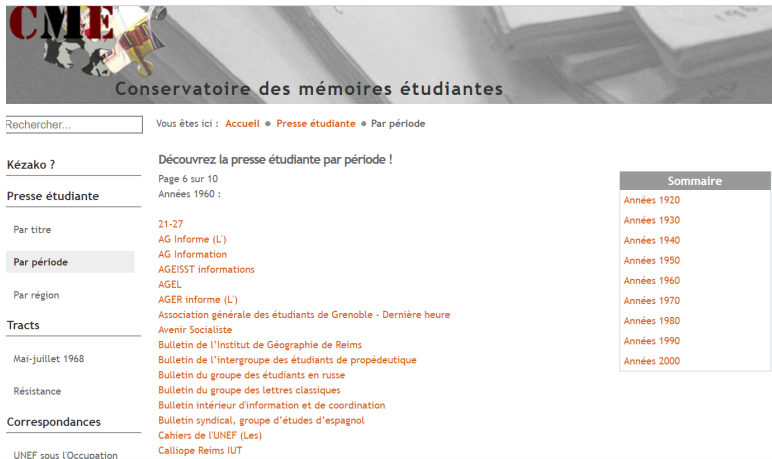 CME
Conservatoire des mémoires étudiantes
Rechercher...
Vous êtes ici : Accueil Presse étudiante Par période
Kézako ?
Presse étudiante
Par titre
Par période
Par région
Tracts
Mai-juillet 1968
Résistance
Correspondances
UNEF sous l'Occupation
Découvrez la presse étudiante par période !
Page 6 sur 10
Années 1960 :
21-27
AG Informe (L')
AG Information
AGEISST informations
AGEL
AGER informe (L')
Association générale des étudiants de Grenoble - Dernière heure
Avenir Socialiste
Bulletin de l'Institut de Géographie de Reims
Bulletin de l'intergroupe des étudiants de propédeutique
Bulletin du groupe des étudiants en russe
Bulletin du groupe des lettres classiques
Bulletin intérieur d'information et de coordination
Bulletin syndical, groupe d'études d'espagnol
Cahiers de l'UNEF (Les)
Calliope Reims IUT
Sommaire
Années 1920
Années 1930
Années 1940
Années 1950
Années 1960
Années 1970
Années 1980
Années 1990
Années 2000